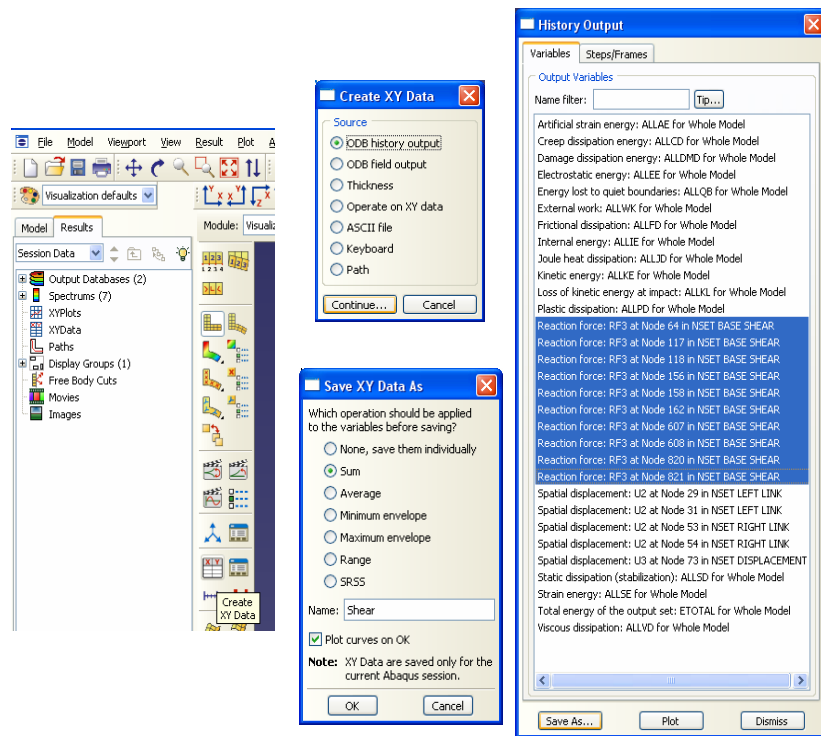 File Model Viewport View Result Plot A
Visualization defaults
Model Results
Module: Visualiz
Session Data
Output Databases (2)
Spectrums (7)
XYPlots
XYData
Paths
Display Groups (1)
Free Body Cuts
Movies
Images
Create
XY Data
Create XY Data
Source
ODB history output
ODB field output
Thickness
Operate on XY data
ASCII file
Keyboard
Path
Continue... Cancel
Save XY Data As
Which operation should be applied
to the variables before saving?
None, save them individually
Sum
Average
Minimum envelope
Maximum envelope
Range
SRSS
Name: Shear
Plot curves on OK
Note: XY Data are saved only for the
current Abaqus session.
OK Cancel
History Output
Variables Steps/Frames
Output Variables
Name filter: Tip...
Artificial strain energy: ALLAE for Whole Model
Creep dissipation energy: ALLCD for Whole Model
Damage dissipation energy: ALLDMD for Whole Model
Electrostatic energy: ALLEE for Whole Model
Energy lost to quiet boundaries: ALLQB for Whole Model
External work: ALLWK for Whole Model
Frictional dissipation: ALLFD for Whole Model
Internal energy: ALLIE for Whole Model
Joule heat dissipation: ALLJD for Whole Model
Kinetic energy: ALLKE for Whole Model
Loss of kinetic energy at impact: ALLKL for Whole Model
Plastic dissipation: ALLPD for Whole Model
Reaction force: RF3 at Node 64 in NSET BASE SHEAR
Reaction force: RF3 at Node 117 in NSET BASE SHEAR
Reaction force: RF3 at Node 118 in NSET BASE SHEAR
Reaction force: RF3 at Node 156 in NSET BASE SHEAR
Reaction force: RF3 at Node 158 in NSET BASE SHEAR
Reaction force: RF3 at Node 162 in NSET BASE SHEAR
Reaction force: RF3 at Node 607 in NSET BASE SHEAR
Reaction force: RF3 at Node 608 in NSET BASE SHEAR
Reaction force: RF3 at Node 820 in NSET BASE SHEAR
Reaction force: RF3 at Node 821 in NSET BASE SHEAR
Spatial displacement: U2 at Node 29 in NSET LEFT LINK
Spatial displacement: U2 at Node 31 in NSET LEFT LINK
Spatial displacement: U2 at Node 53 in NSET RIGHT LINK
Spatial displacement: U2 at Node 54 in NSET RIGHT LINK
Spatial displacement: U3 at Node 73 in NSET DISPLACEMENT
Static dissipation (stabilization): ALLSD for Whole Model
Strain energy: ALLSE for Whole Model
Total energy of the output set: ETOTAL for Whole Model
Viscous dissipation: ALLVD for Whole Model
Save As... Plot Dismiss